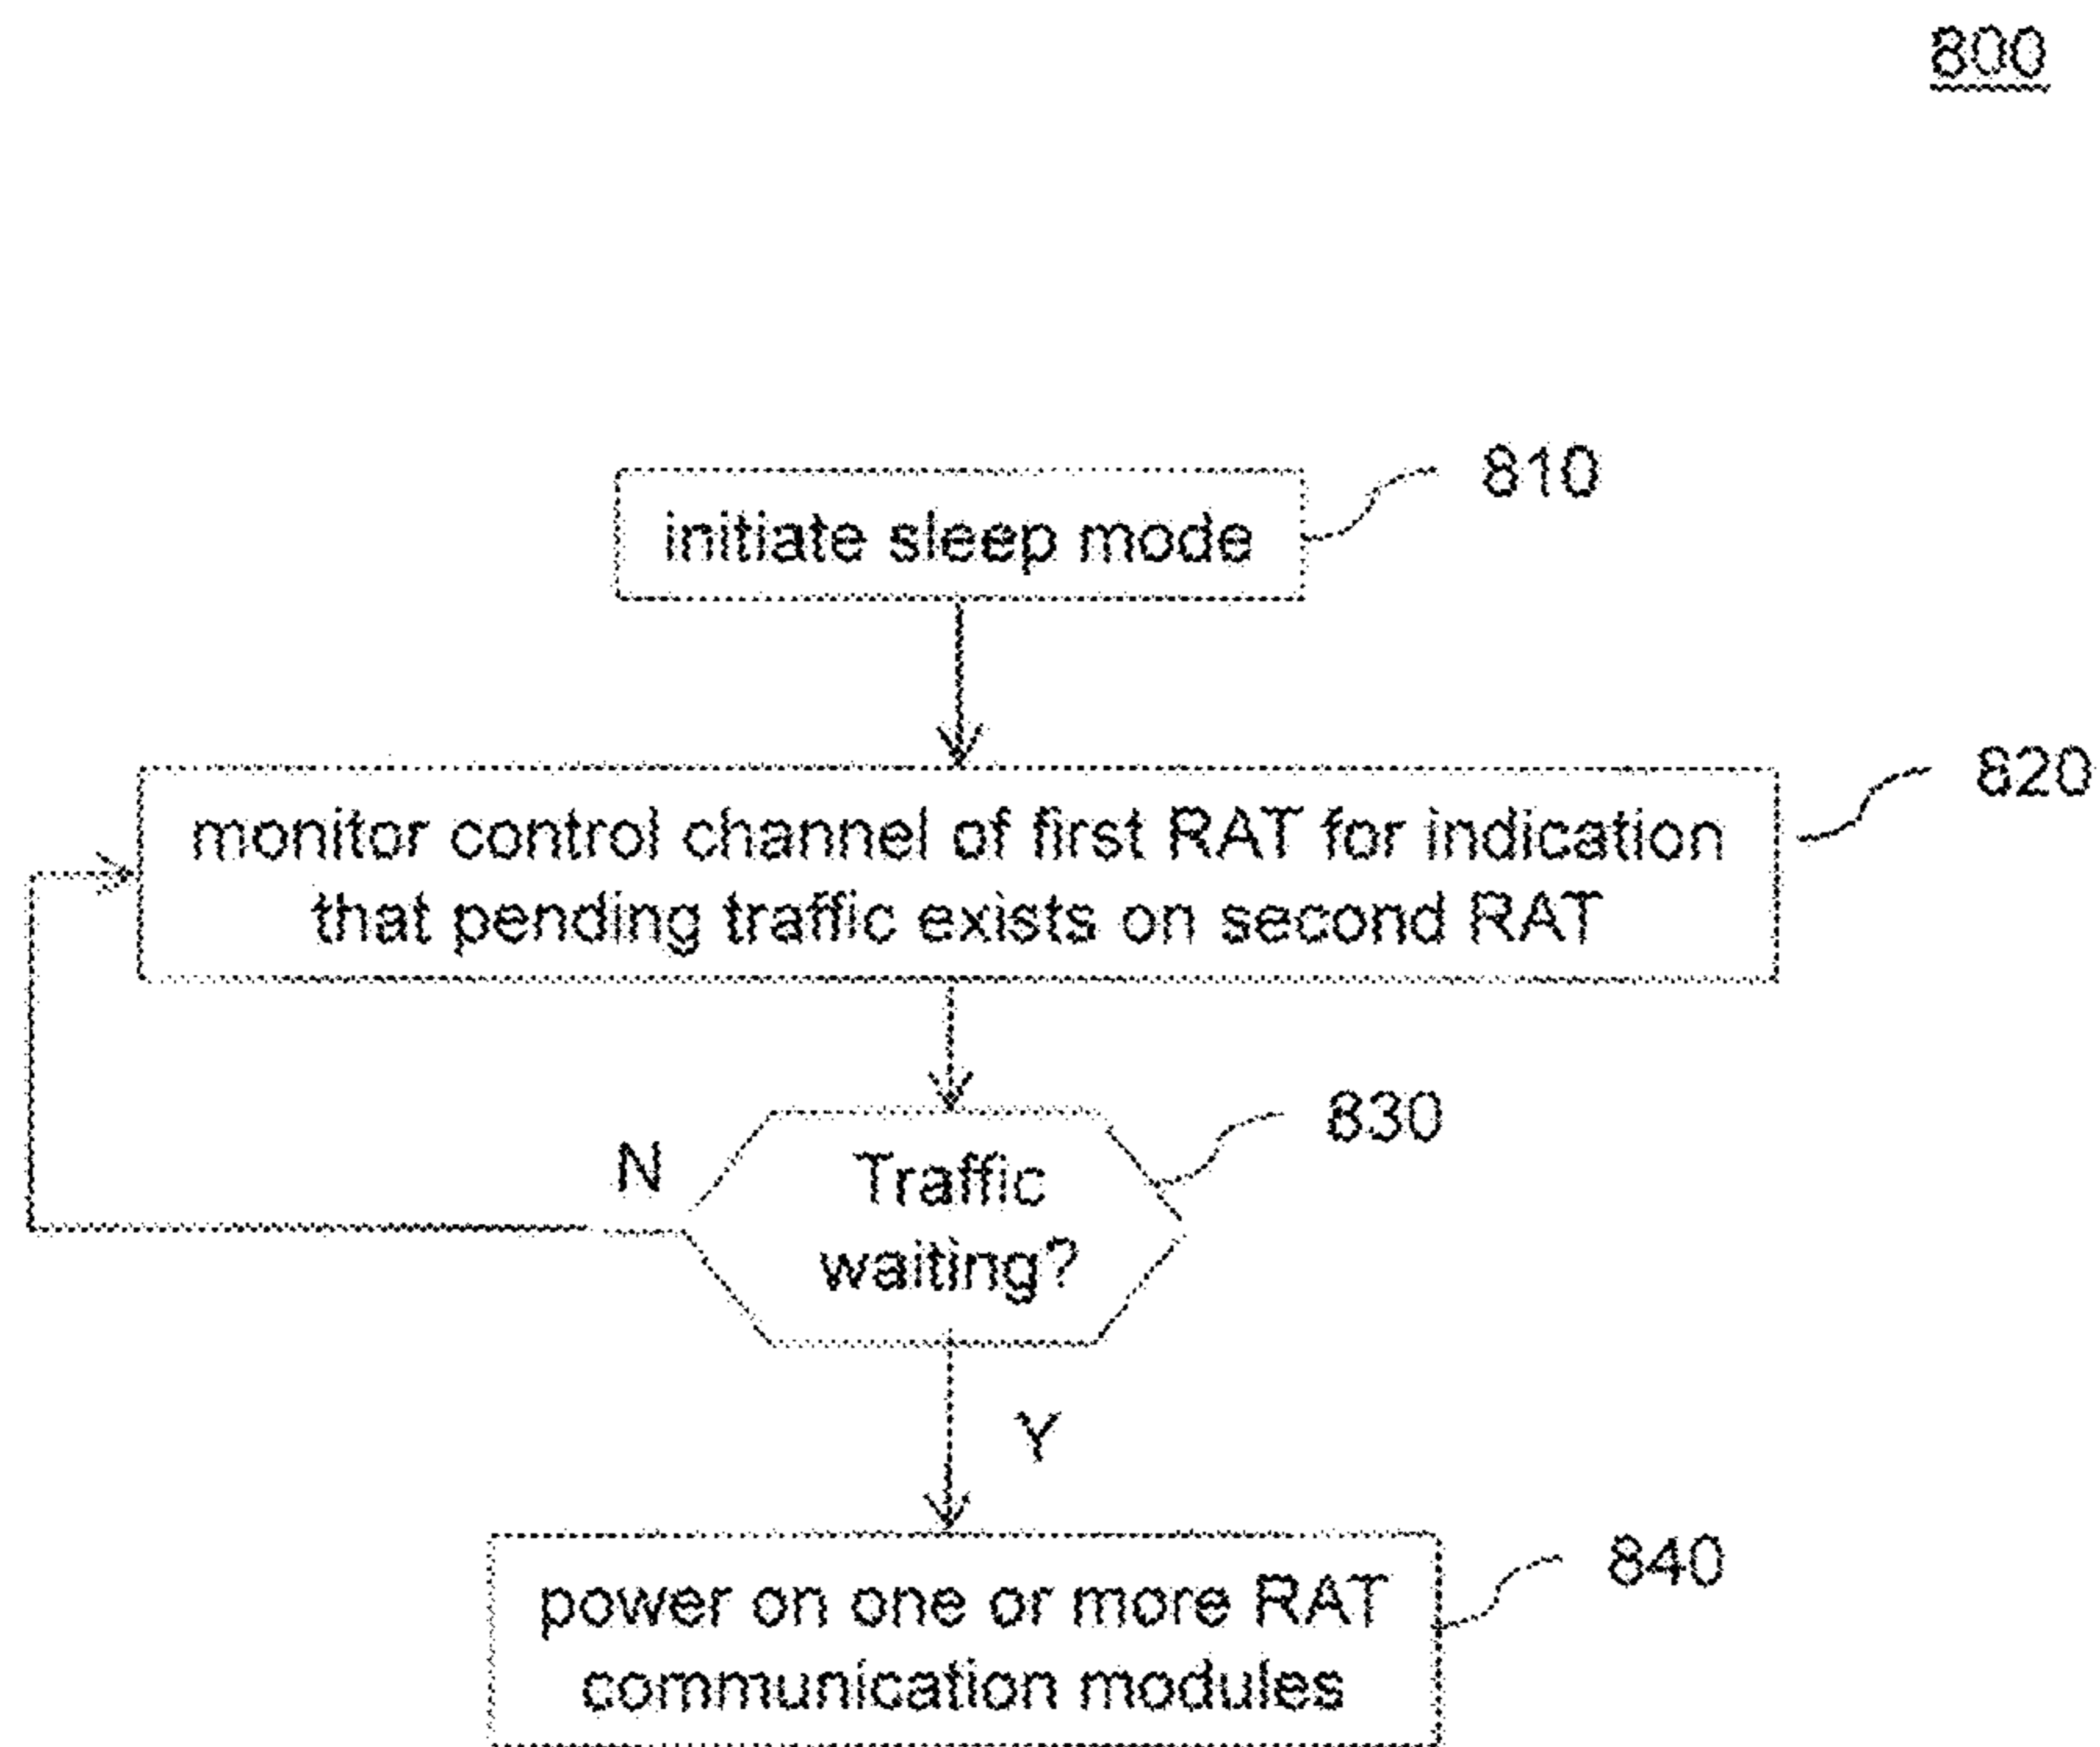 800
initiate sleep mode
810
monitor control channel of first RAT for indication
that pending traffic exists on second RAT
820
Traffic
waiting?
830
N
Y
power on one or more RAT
communication modules
840